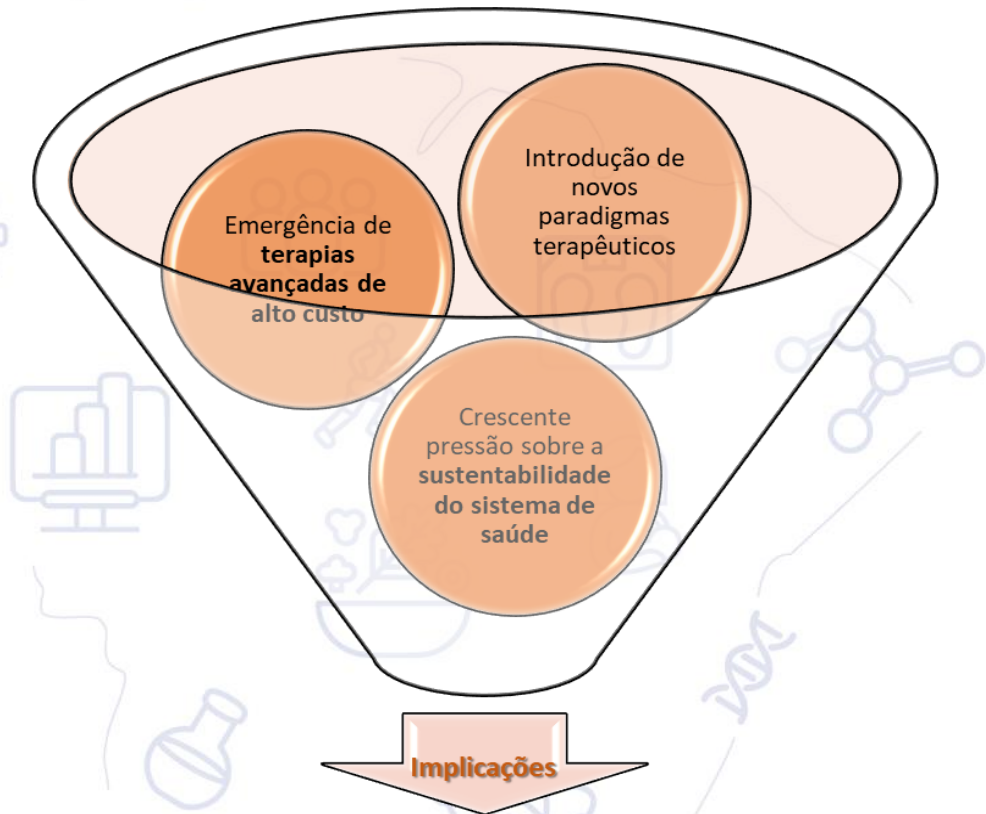 Introdução de
novos
paradigmas
terapêuticos
Emergência de
terapias
avançadas de
alto custo
Crescente
pressão sobre a
sustentabilidade
do sistema de
saúde
Implicações